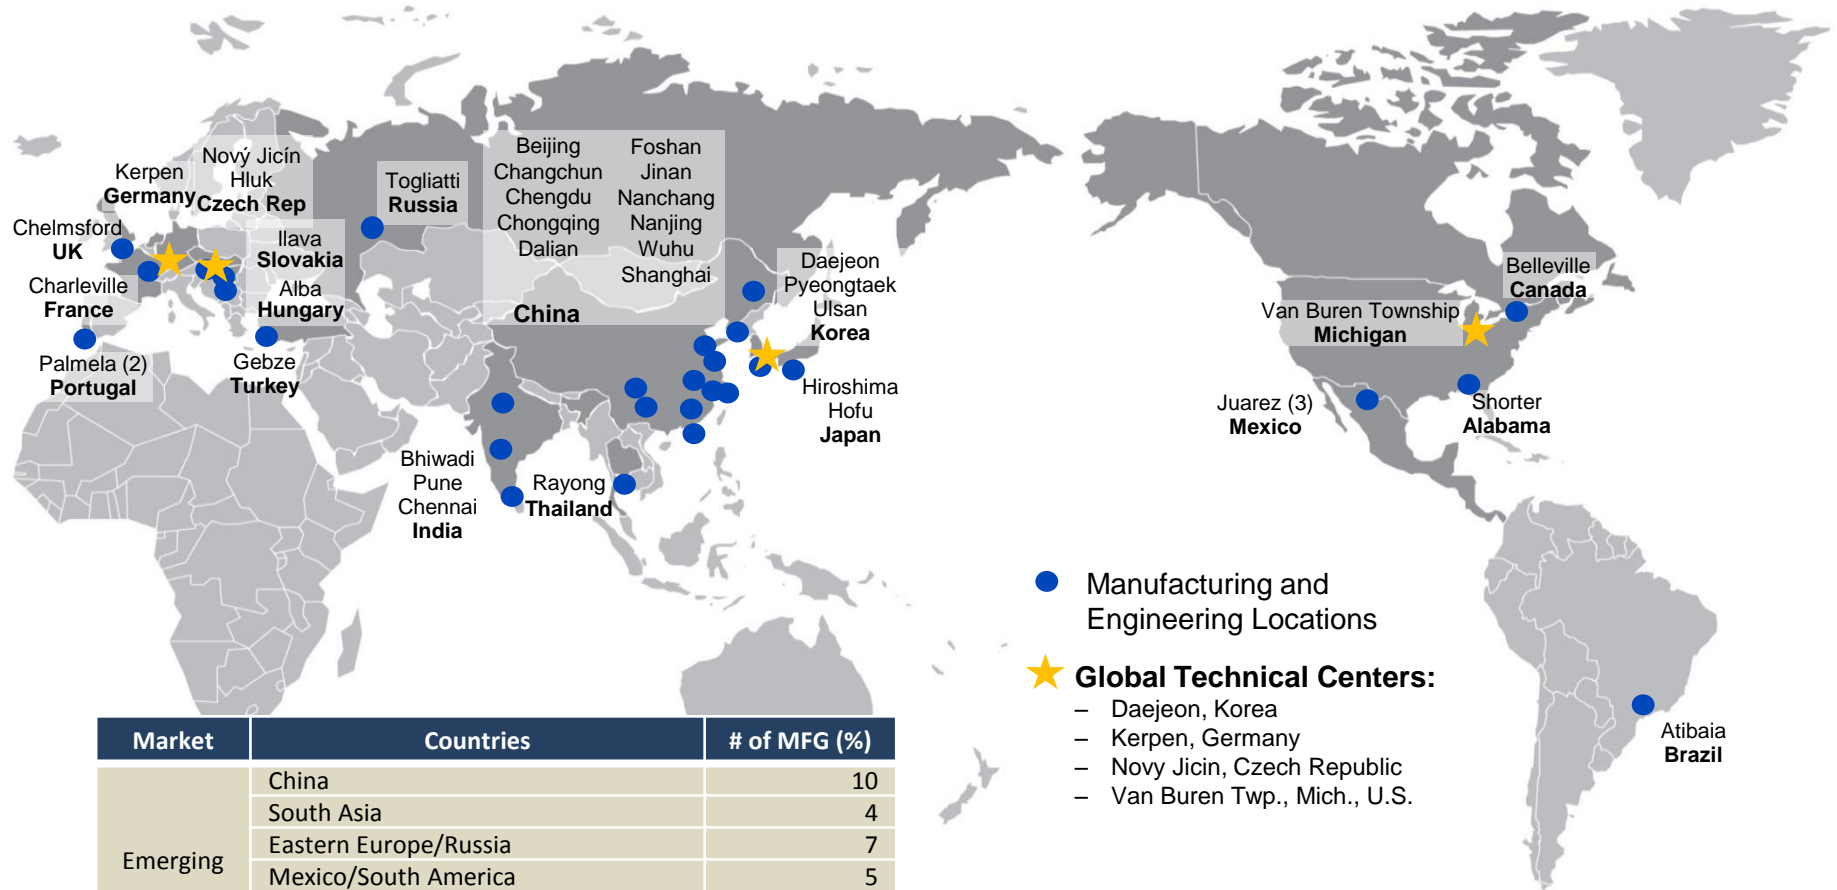 Kerpen
Germany
Nový Jicín
Hluk
Czech Rep
Togliatti
Russia
Beijing
Changchun
Chengdu
Chongqing
Dalian
Foshan
Jinan
Nanchang
Nanjing
Wuhu
Shanghai
China
Chelmsford
UK
Ilava
Slovakia
Charleville
France
Alba
Hungary
Daejeon
Pyeongtaek
Ulsan
Korea
Palmela (2)
Portugal
Gebze
Turkey
Hiroshima
Hofu
Japan
Bhiwadi
Pune
Chennai
India
Rayong
Thailand
Belleville
Canada
Van Buren Township
Michigan
Juarez (3)
Mexico
Shorter
Alabama
Atibaia
Brazil
Manufacturing and
Engineering Locations
Global Technical Centers:
– Daejeon, Korea
– Kerpen, Germany
– Novy Jicin, Czech Republic
– Van Buren Twp., Mich., U.S.
Market Countries # of MFG (%)
Emerging
China 10
South Asia 4
Eastern Europe/Russia 7
Mexico/South America 5